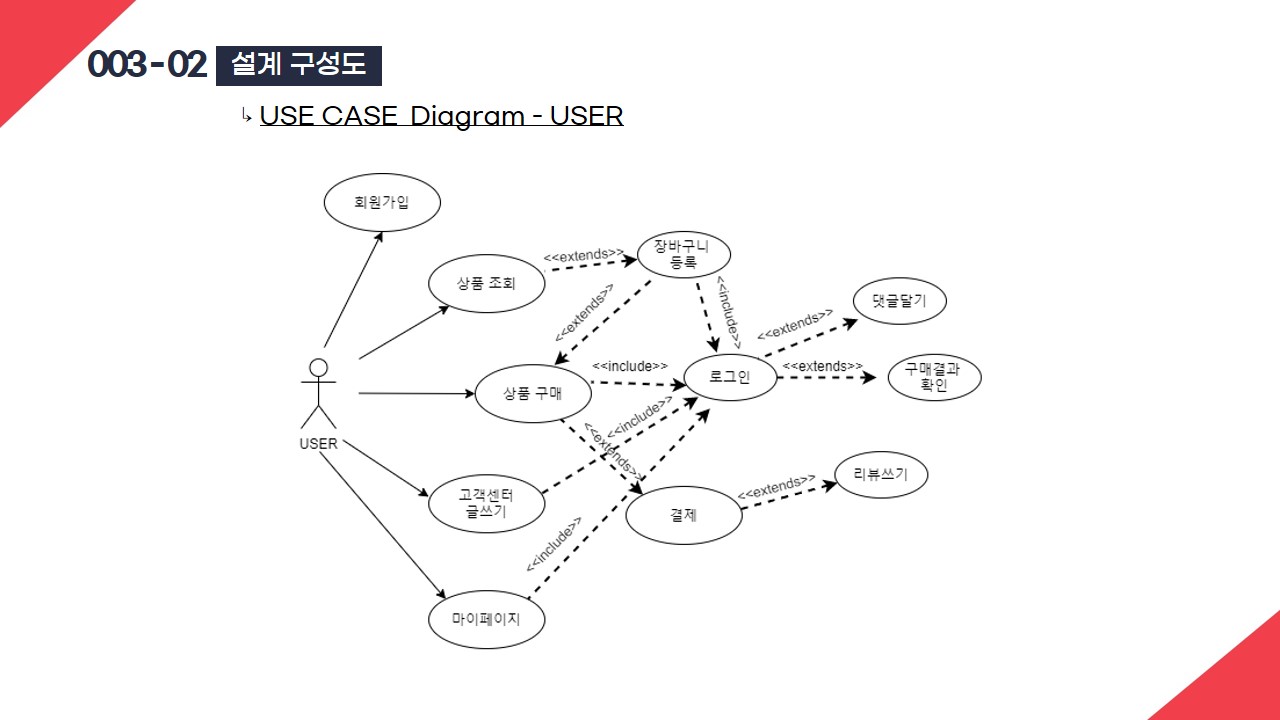 003-02 설계 구성도
↳ USE CASE Diagram - USER
회원가입
상품 조회
<<extends>>
장바구니
등록
<<extends>>
<<include>>
<<extends>>
댓글달기
상품 구매
<<include>>
로그인
<<extends>>
구매결과
확인
USER
<<include>>
<<extends>>
고객센터
글쓰기
결제
<<extends>>
리뷰쓰기
<<include>>
마이페이지